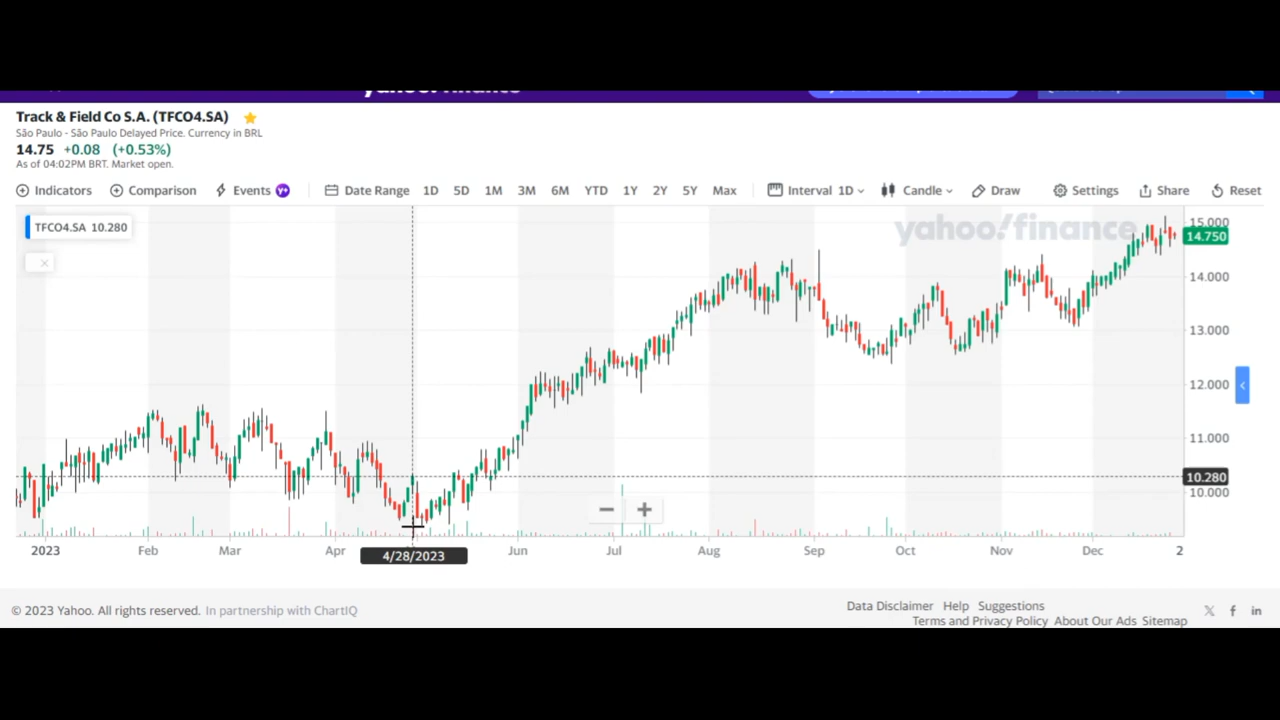 Track & Field Co S.A. (TFCO4.SA)
São Paulo - São Paulo Delayed Price. Currency in BRL
14.75 +0.08 (+0.53%)
As of 04:02PM BRT. Market open.
Indicators Comparison Events Y+ Date Range 1D 5D 1M 3M 6M YTD 1Y 2Y 5Y Max Interval 1D Candle Draw Settings Share Reset
TFCO4.SA 10.280
yahoo!finance
15.000
14.750
14.000
13.000
12.000
11.000
10.280
10.000
2023 Feb Mar Apr 4/28/2023 Jun Jul Aug Sep Oct Nov Dec 2
© 2023 Yahoo. All rights reserved. In partnership with ChartIQ
Data Disclaimer Help Suggestions
Terms and Privacy Policy About Our Ads Sitemap